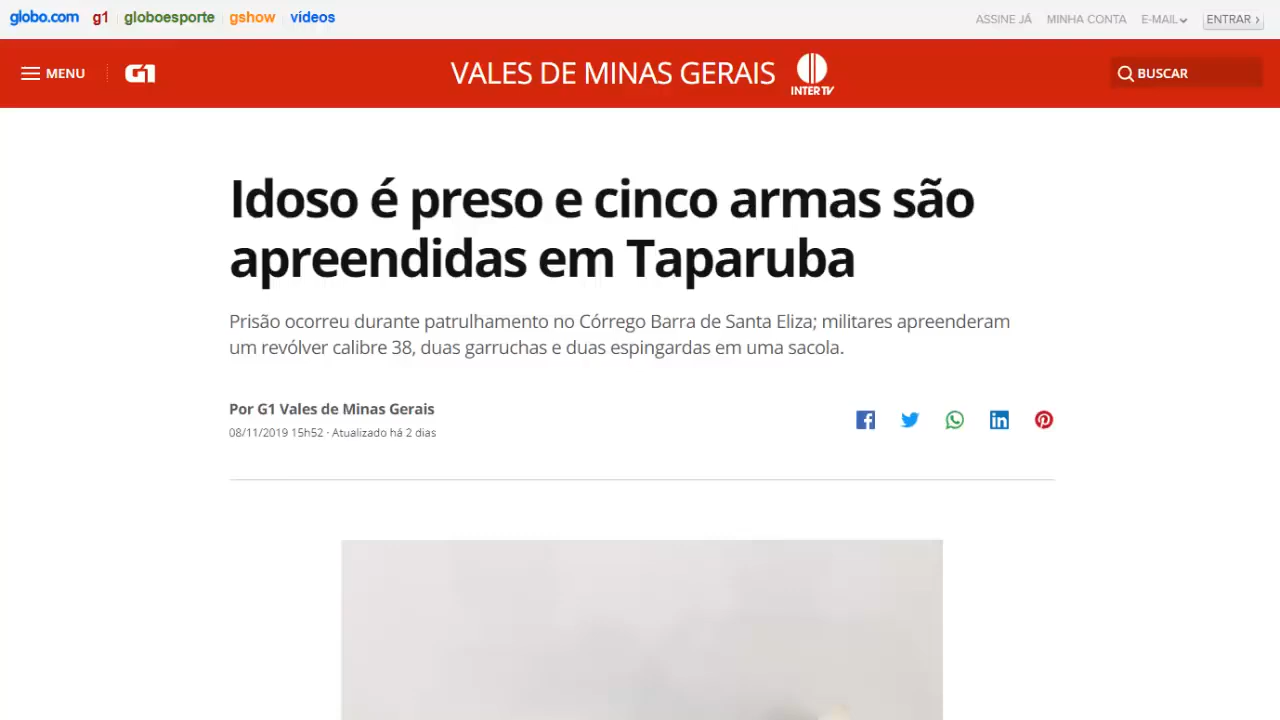 globo.com g1 globoesporte gshow vídeos
ASSINE JÁ MINHA CONTA E-MAIL ENTRAR ›
MENU G1 VALES DE MINAS GERAIS INTER TV BUSCAR
Idoso é preso e cinco armas são
apreendidas em Taparuba
Prisão ocorreu durante patrulhamento no Córrego Barra de Santa Eliza; militares apreenderam
um revólver calibre 38, duas garruchas e duas espingardas em uma sacola.
Por G1 Vales de Minas Gerais
08/11/2019 15h52 · Atualizado há 2 dias